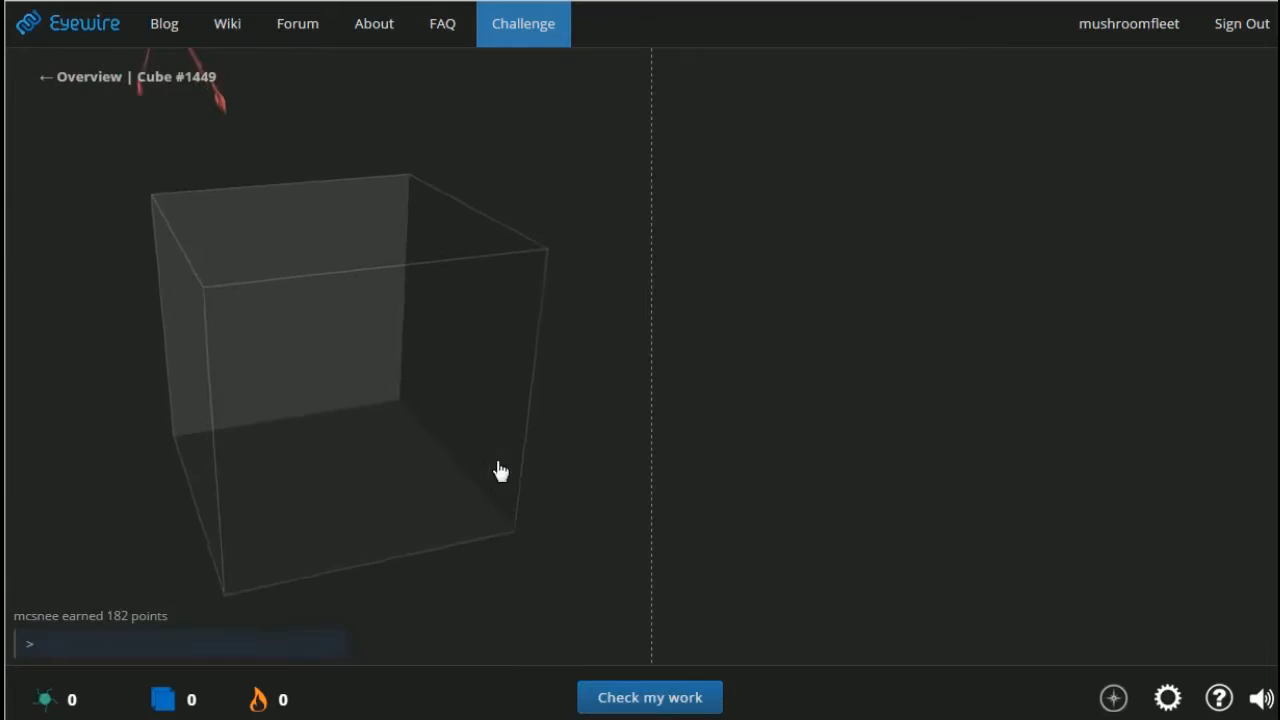 Eyewire Blog Wiki Forum About FAQ Challenge mushroomfleet Sign Out
← Overview | Cube #1449
mcsnee earned 182 points
>
0 0 0 Check my work ?